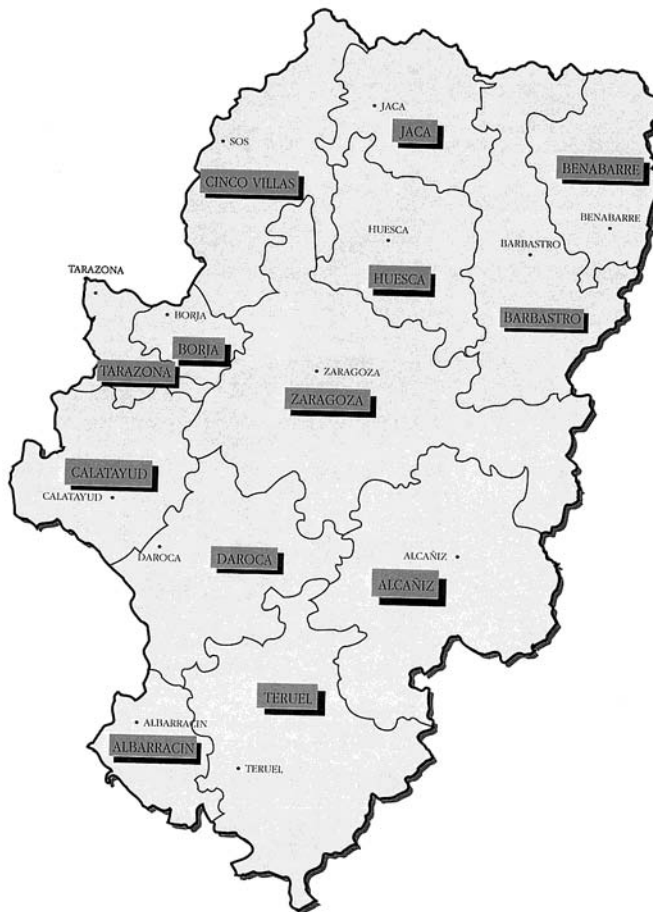 JACA
JACA
SOS
CINCO VILLAS
BENABARRE
BENABARRE
HUESCA
BARBASTRO
HUESCA
TARAZONA
BORJA
BARBASTRO
BORJA
TARAZONA
ZARAGOZA
ZARAGOZA
CALATAYUD
CALATAYUD
DAROCA
DAROCA
ALCAÑIZ
ALCAÑIZ
TERUEL
ALBARRACIN
ALBARRACIN
TERUEL